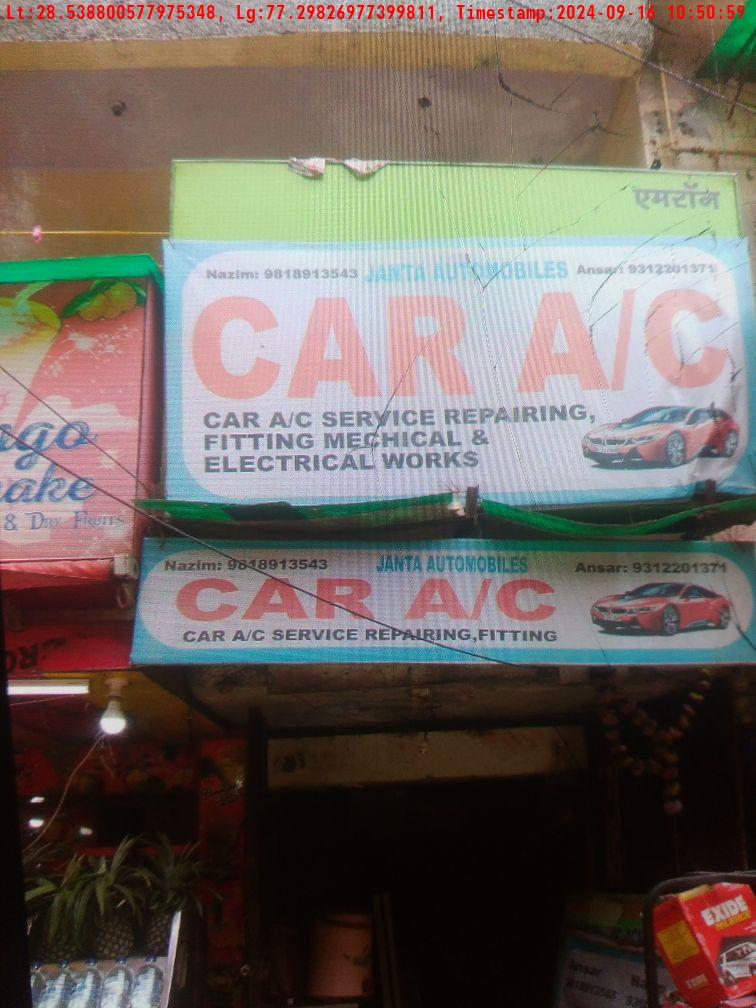 Lt:28.538800577975348, Lg:77.29826977399811, Timestamp:2024-09-16 10:50:59
एमरॉन
Nazim: 9818913543 JANTA AUTOMOBILES Ansar: 9312201371
CAR A/C
CAR A/C SERVICE REPAIRING,
FITTING MECHICAL &
ELECTRICAL WORKS
& DRY FRUITS
Nazim: 9818913543 JANTA AUTOMOBILES Ansar: 9312201371
CAR A/C
CAR A/C SERVICE REPAIRING,FITTING
EXIDE
Ansar